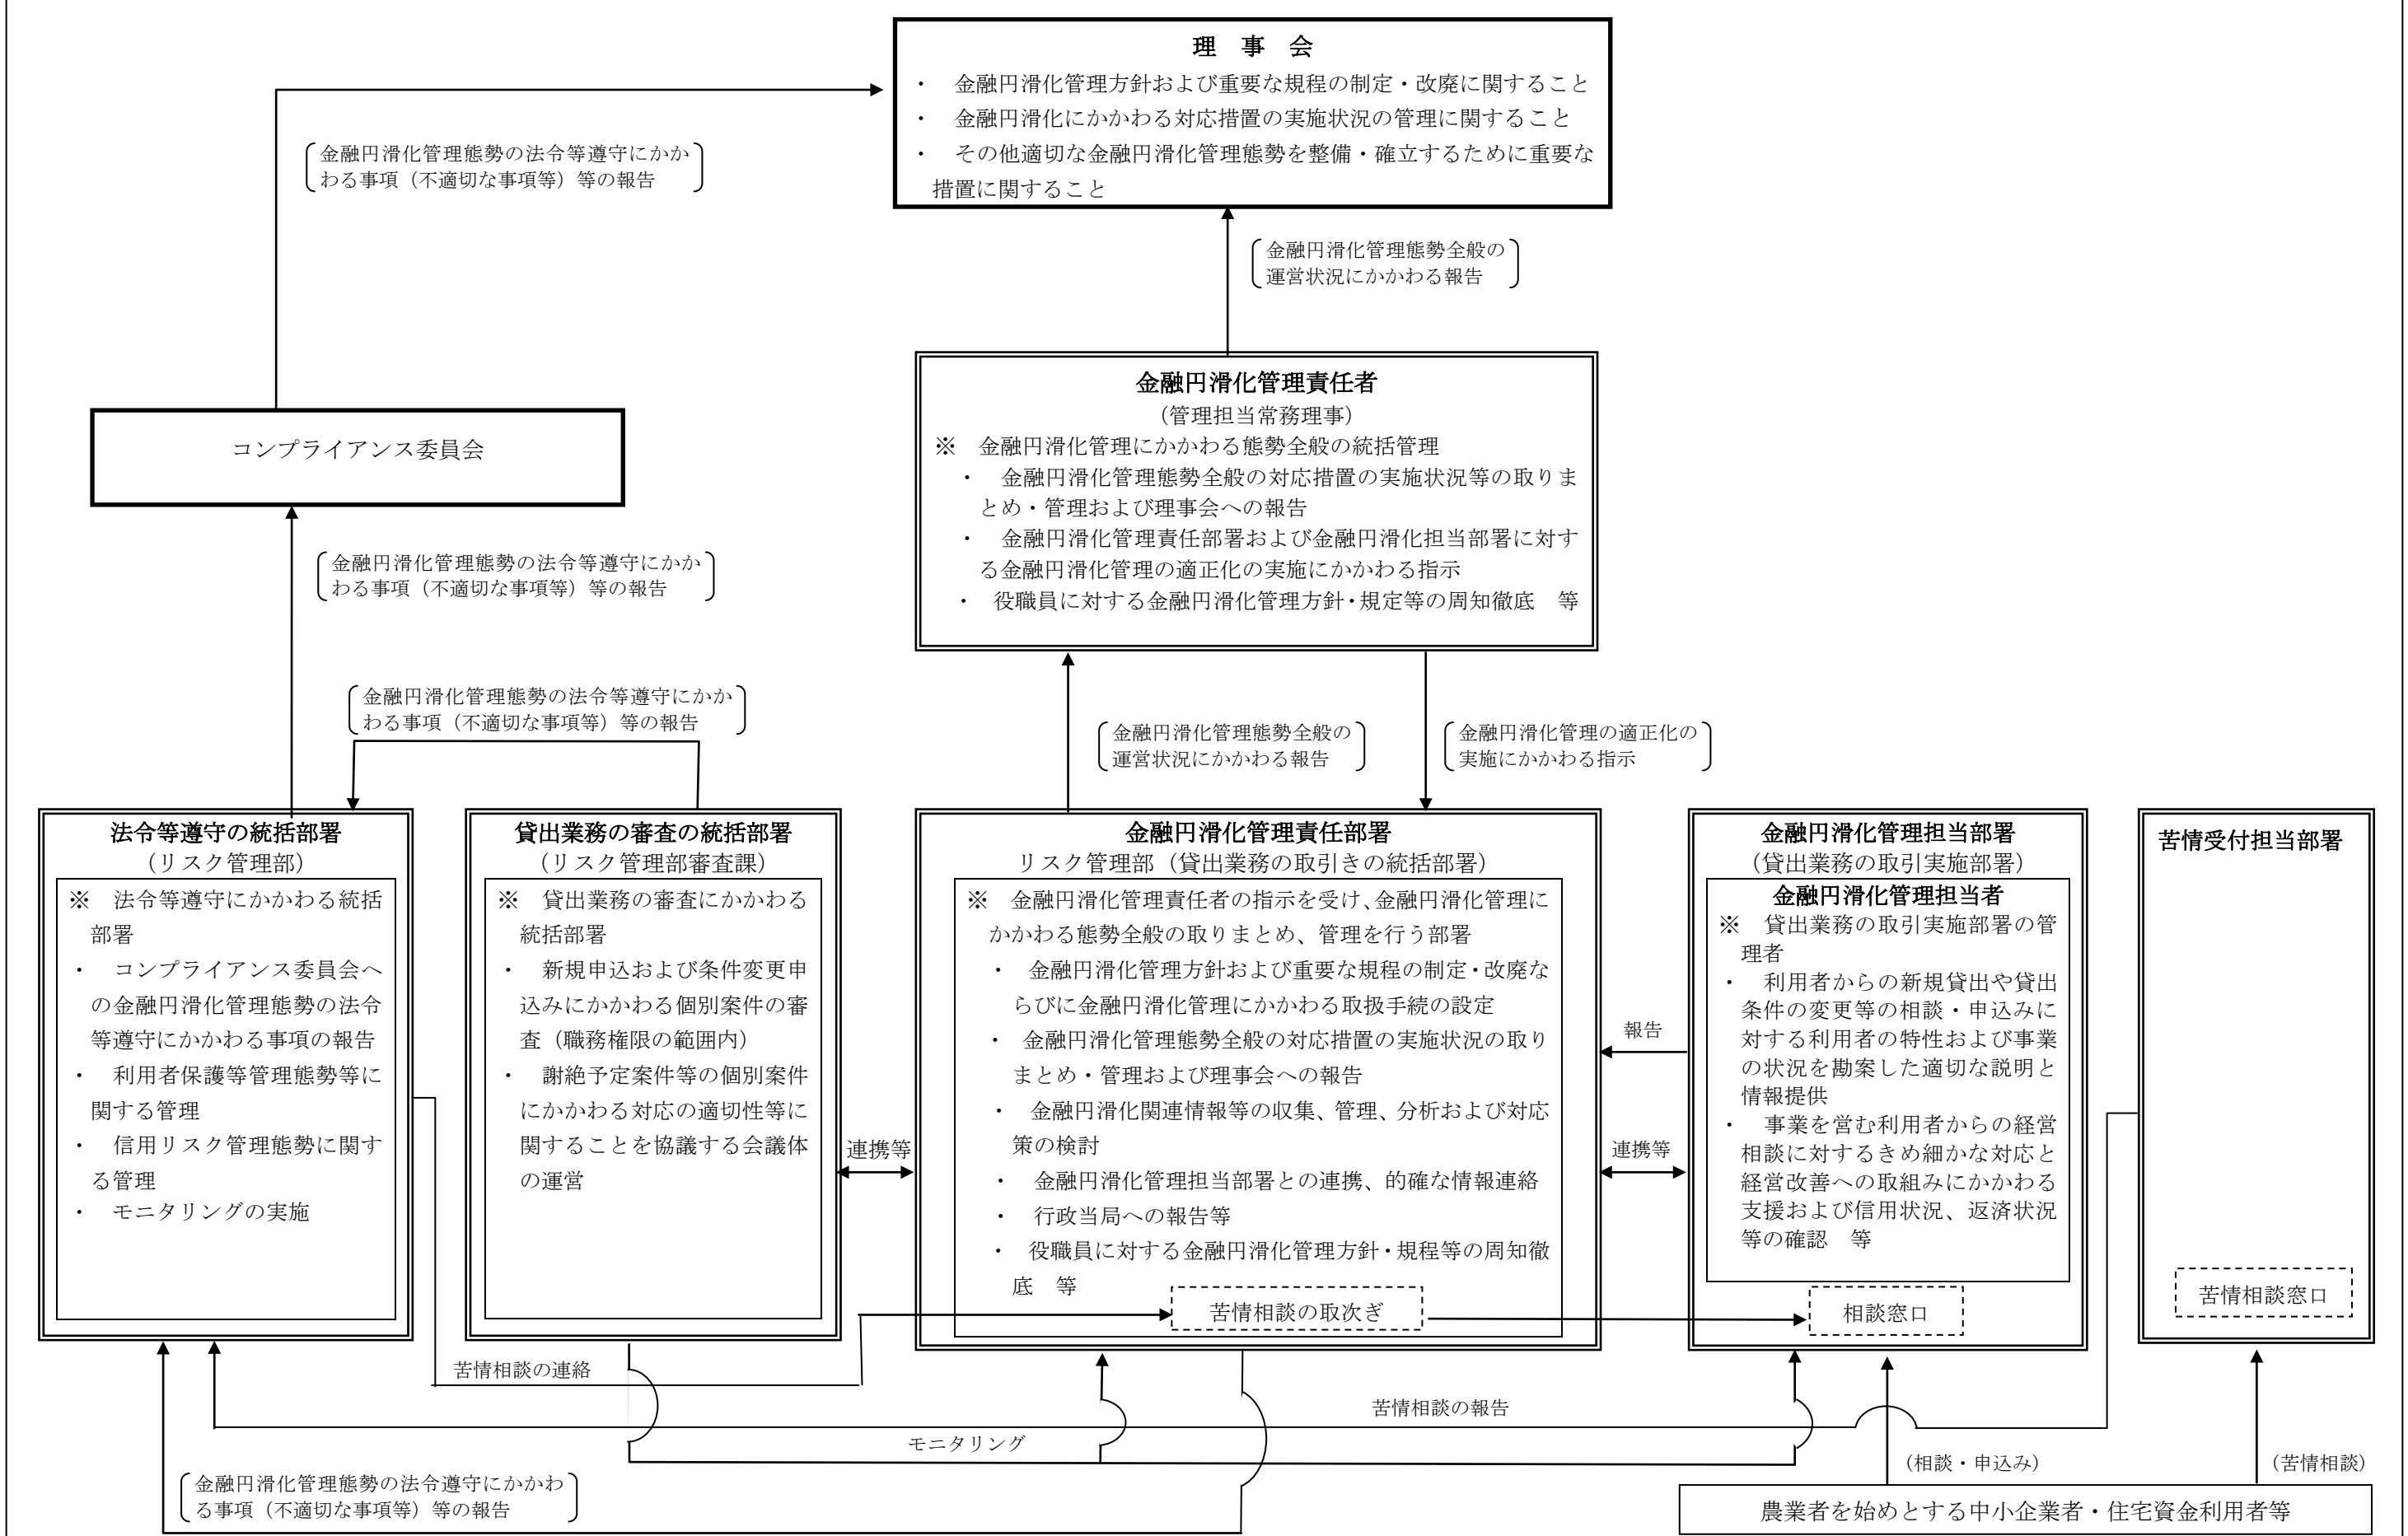 理　事　会
・　金融円滑化管理方針および重要な規程の制定・改廃に関すること
・　金融円滑化にかかわる対応措置の実施状況の管理に関すること
・　その他適切な金融円滑化管理態勢を整備・確立するために重要な
措置に関すること
金融円滑化管理態勢の法令等遵守にかか
わる事項（不適切な事項等）等の報告
金融円滑化管理態勢全般の
運営状況にかかわる報告
金融円滑化管理責任者
（管理担当常務理事）
※　金融円滑化管理にかかわる態勢全般の統括管理
・　金融円滑化管理態勢全般の対応措置の実施状況等の取りま
とめ・管理および理事会への報告
・　金融円滑化管理責任部署および金融円滑化担当部署に対す
る金融円滑化管理の適正化の実施にかかわる指示
・　役職員に対する金融円滑化管理方針・規定等の周知徹底　等
コンプライアンス委員会
金融円滑化管理態勢の法令等遵守にかか
わる事項（不適切な事項等）等の報告
金融円滑化管理態勢の法令等遵守にかか
わる事項（不適切な事項等）等の報告
金融円滑化管理態勢全般の
運営状況にかかわる報告
金融円滑化管理の適正化の
実施にかかわる指示
法令等遵守の統括部署
（リスク管理部）
※　法令等遵守にかかわる統括
部署
・　コンプライアンス委員会へ
の金融円滑化管理態勢の法令
等遵守にかかわる事項の報告
・　利用者保護等管理態勢等に
関する管理
・　信用リスク管理態勢に関す
る管理
・　モニタリングの実施
貸出業務の審査の統括部署
（リスク管理部審査課）
※　貸出業務の審査にかかわる
統括部署
・　新規申込および条件変更申
込みにかかわる個別案件の審
査（職務権限の範囲内）
・　謝絶予定案件等の個別案件
にかかわる対応の適切性等に
関することを協議する会議体
の運営
連携等
金融円滑化管理責任部署
リスク管理部（貸出業務の取引きの統括部署）
※　金融円滑化管理責任者の指示を受け、金融円滑化管理に
かかわる態勢全般の取りまとめ、管理を行う部署
・　金融円滑化管理方針および重要な規程の制定・改廃な
らびに金融円滑化管理にかかわる取扱手続の設定
・　金融円滑化管理態勢全般の対応措置の実施状況の取り
まとめ・管理および理事会への報告
・　金融円滑化関連情報等の収集、管理、分析および対応
策の検討
・　金融円滑化管理担当部署との連携、的確な情報連絡
・　行政当局への報告等
・　役職員に対する金融円滑化管理方針・規程等の周知徹
底　等
苦情相談の取次ぎ
報告
連携等
金融円滑化管理担当部署
（貸出業務の取引実施部署）
金融円滑化管理担当者
※　貸出業務の取引実施部署の管
理者
・　利用者からの新規貸出や貸出
条件の変更等の相談・申込みに
対する利用者の特性および事業
の状況を勘案した適切な説明と
情報提供
・　事業を営む利用者からの経営
相談に対するきめ細かな対応と
経営改善への取組みにかかわる
支援および信用状況、返済状況
等の確認　等
相談窓口
苦情受付担当部署
苦情相談窓口
苦情相談の連絡
苦情相談の報告
モニタリング
金融円滑化管理態勢の法令遵守にかかわ
る事項（不適切な事項等）等の報告
（相談・申込み）
（苦情相談）
農業者を始めとする中小企業者・住宅資金利用者等